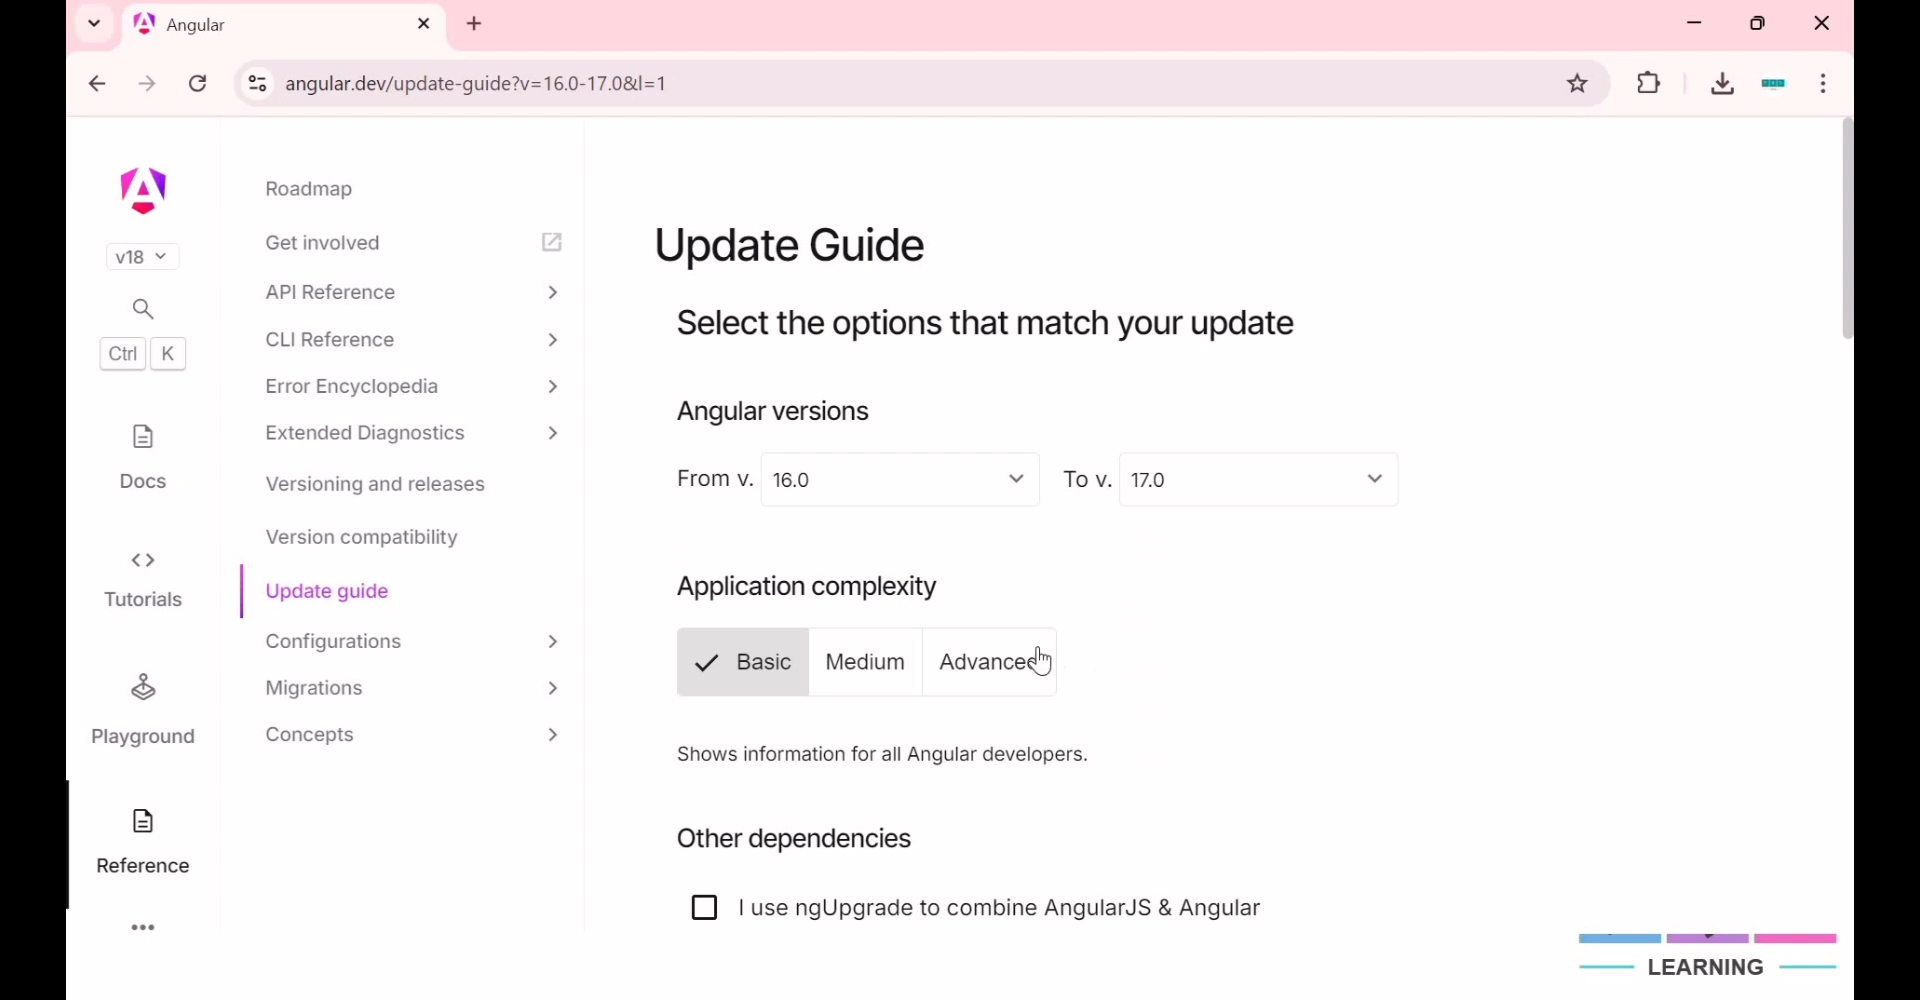 Angular
angular.dev/update-guide?v=16.0-17.0&l=1
v18
Ctrl K
Docs
Tutorials
Playground
Reference
Roadmap
Get involved
API Reference
CLI Reference
Error Encyclopedia
Extended Diagnostics
Versioning and releases
Version compatibility
Update guide
Configurations
Migrations
Concepts
Update Guide
Select the options that match your update
Angular versions
From v. 16.0 To v. 17.0
Application complexity
Basic Medium Advanced
Shows information for all Angular developers.
Other dependencies
I use ngUpgrade to combine AngularJS & Angular
LEARNING